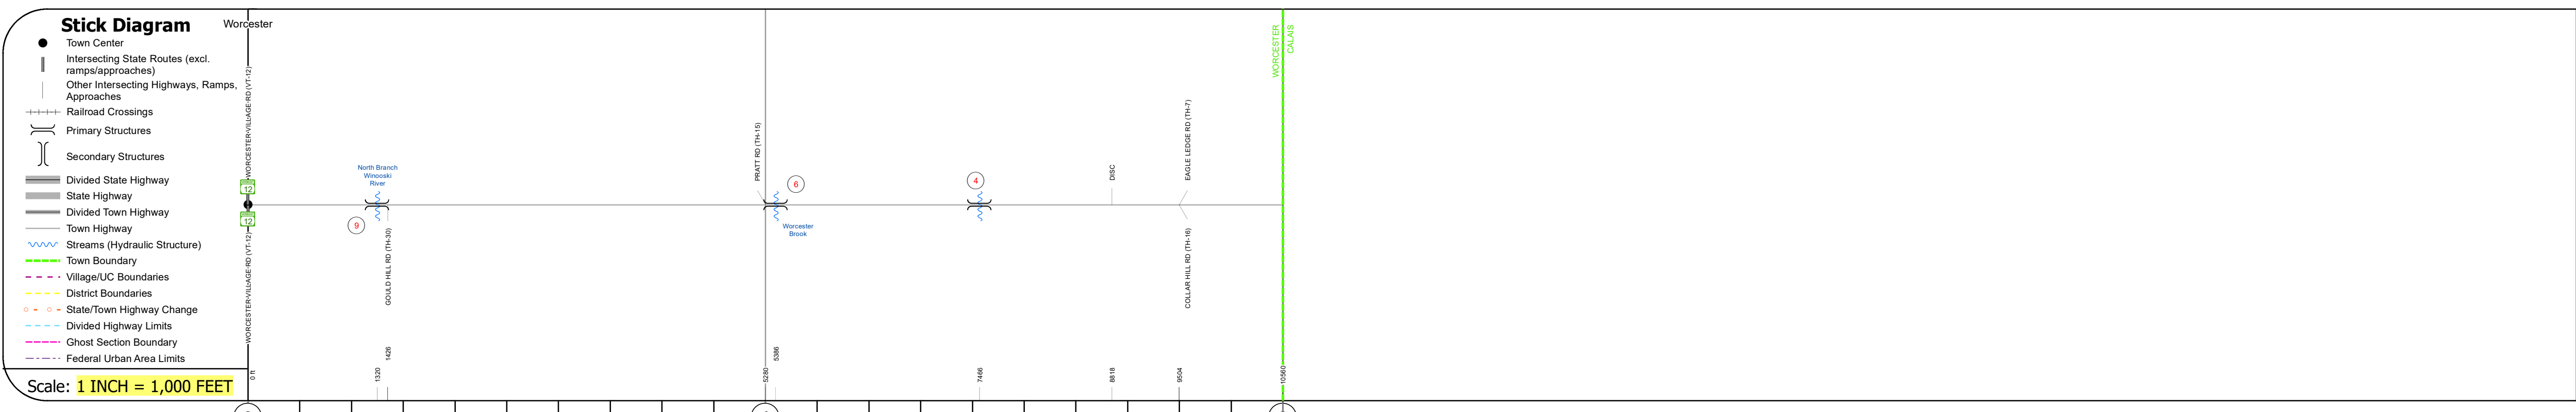 Stick Diagram
Town Center
Intersecting State Routes (excl.
ramps/approaches)
Other Intersecting Highways, Ramps,
Approaches
Railroad Crossings
Primary Structures
Secondary Structures
Divided State Highway
State Highway
Divided Town Highway
Town Highway
Streams (Hydraulic Structure)
Town Boundary
Village/UC Boundaries
District Boundaries
State/Town Highway Change
Divided Highway Limits
Ghost Section Boundary
Federal Urban Area Limits
Scale: 1 INCH = 1,000 FEET
Worcester
WORCESTER-VILLAGE-RD (VT-12)
12
12
WORCESTER-VILLAGE-RD (VT-12)
0 ft
North Branch
Winooski
River
9
GOULD HILL RD (TH-30)
1320
1426
PRATT RD (TH-15)
6
Worcester
Brook
5280
5386
4
7466
DISC
8818
EAGLE LEDGE RD (TH-7)
COLLAR HILL RD (TH-16)
9504
WORCESTER
CALAIS
10560